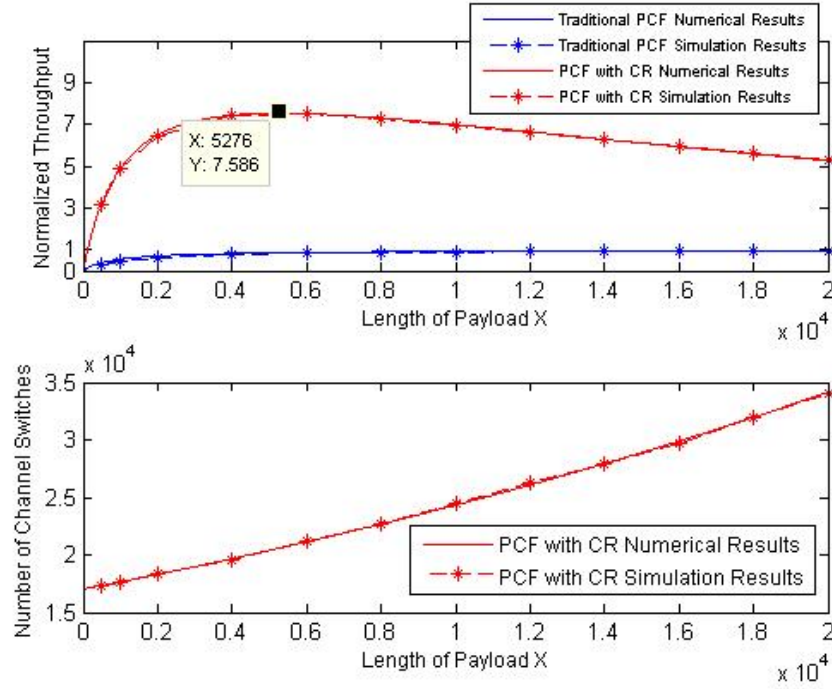 Traditional PCF Numerical Results
Traditional PCF Simulation Results
PCF with CR Numerical Results
PCF with CR Simulation Results
Normalized Throughput
9
7
5
3
1
0
X: 5276
Y: 7.586
0 0.2 0.4 0.6 0.8 1 1.2 1.4 1.6 1.8 20
Length of Payload X
x 10^4
x 10^4
Number of Channel Switches
3.5
2.5
1.5
PCF with CR Numerical Results
PCF with CR Simulation Results
0 0.2 0.4 0.6 0.8 1 1.2 1.4 1.6 1.8 20
Length of Payload X
x 10^4